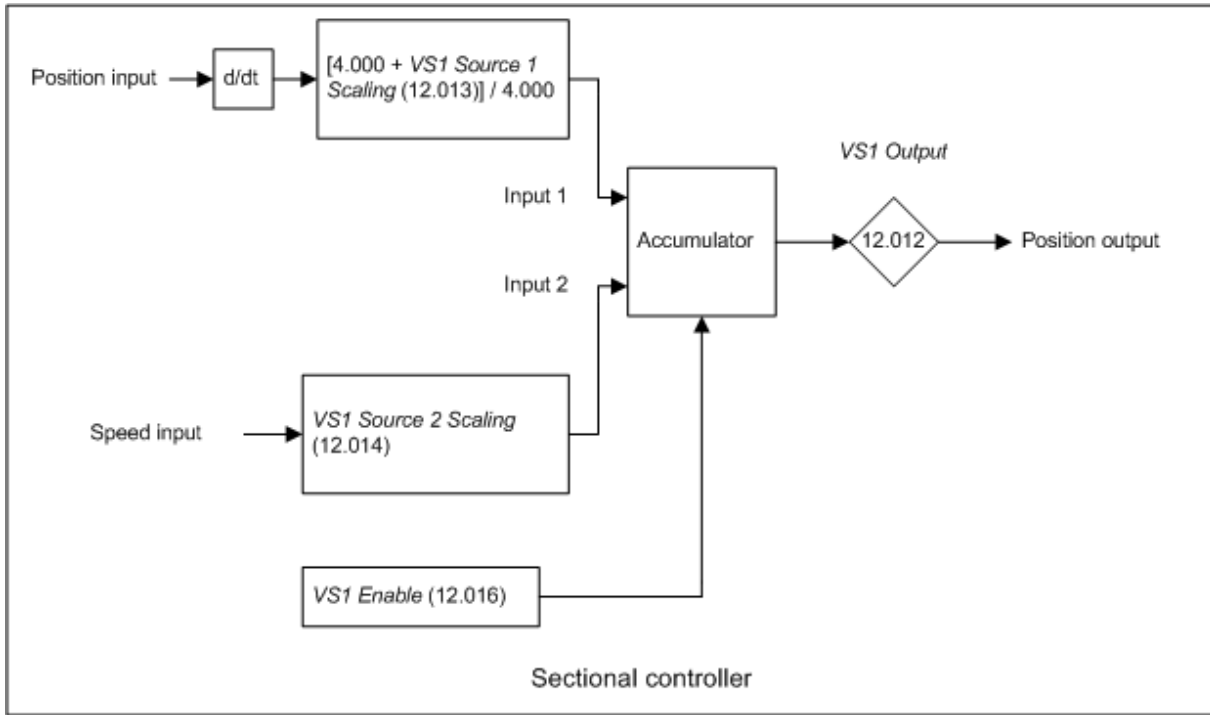 Position input
d/dt
[4.000 + VS1 Source 1
Scaling (12.013)] / 4.000
VS1 Output
Input 1
Accumulator
12.012
Position output
Input 2
VS1 Source 2 Scaling
(12.014)
Speed input
VS1 Enable (12.016)
Sectional controller